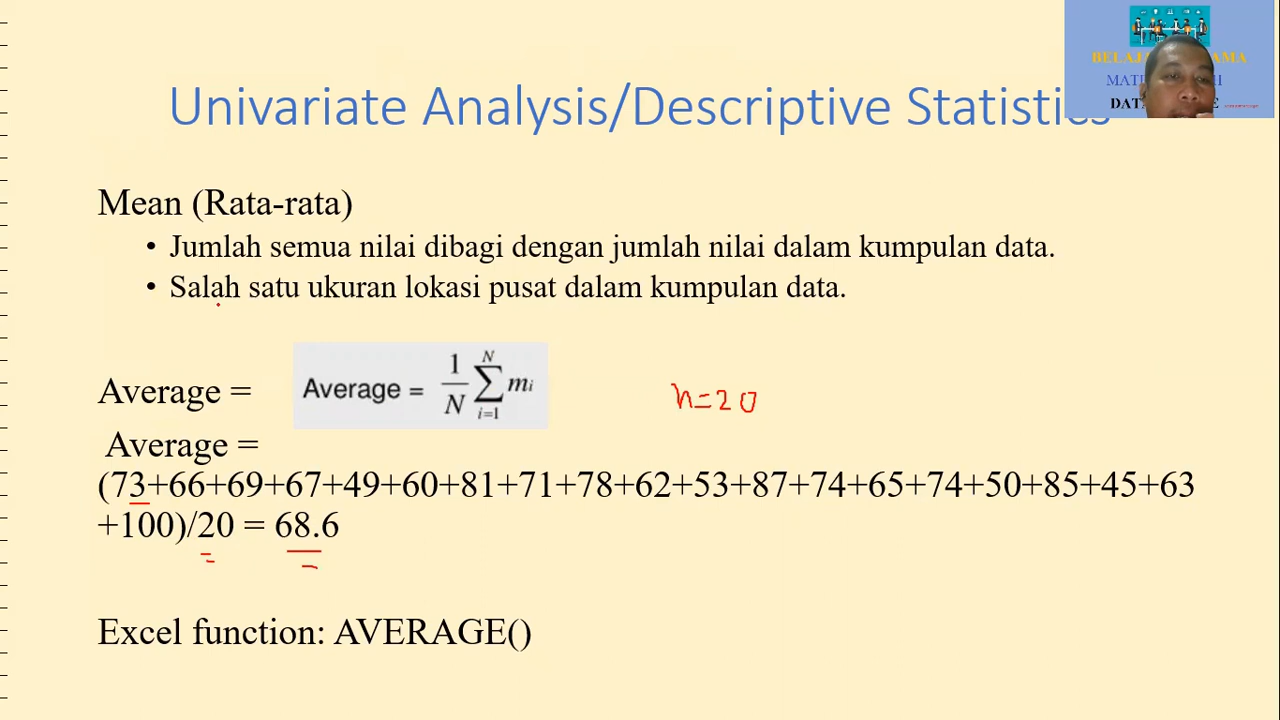 Univariate Analysis/Descriptive Statistics
Mean (Rata-rata)
• Jumlah semua nilai dibagi dengan jumlah nilai dalam kumpulan data.
• Salah satu ukuran lokasi pusat dalam kumpulan data.
Average =
Average = 1/N N∑i=1 mi
n=20
Average =
(73+66+69+67+49+60+81+71+78+62+53+87+74+65+74+50+85+45+63
+100)/20 = 68.6
Excel function: AVERAGE()